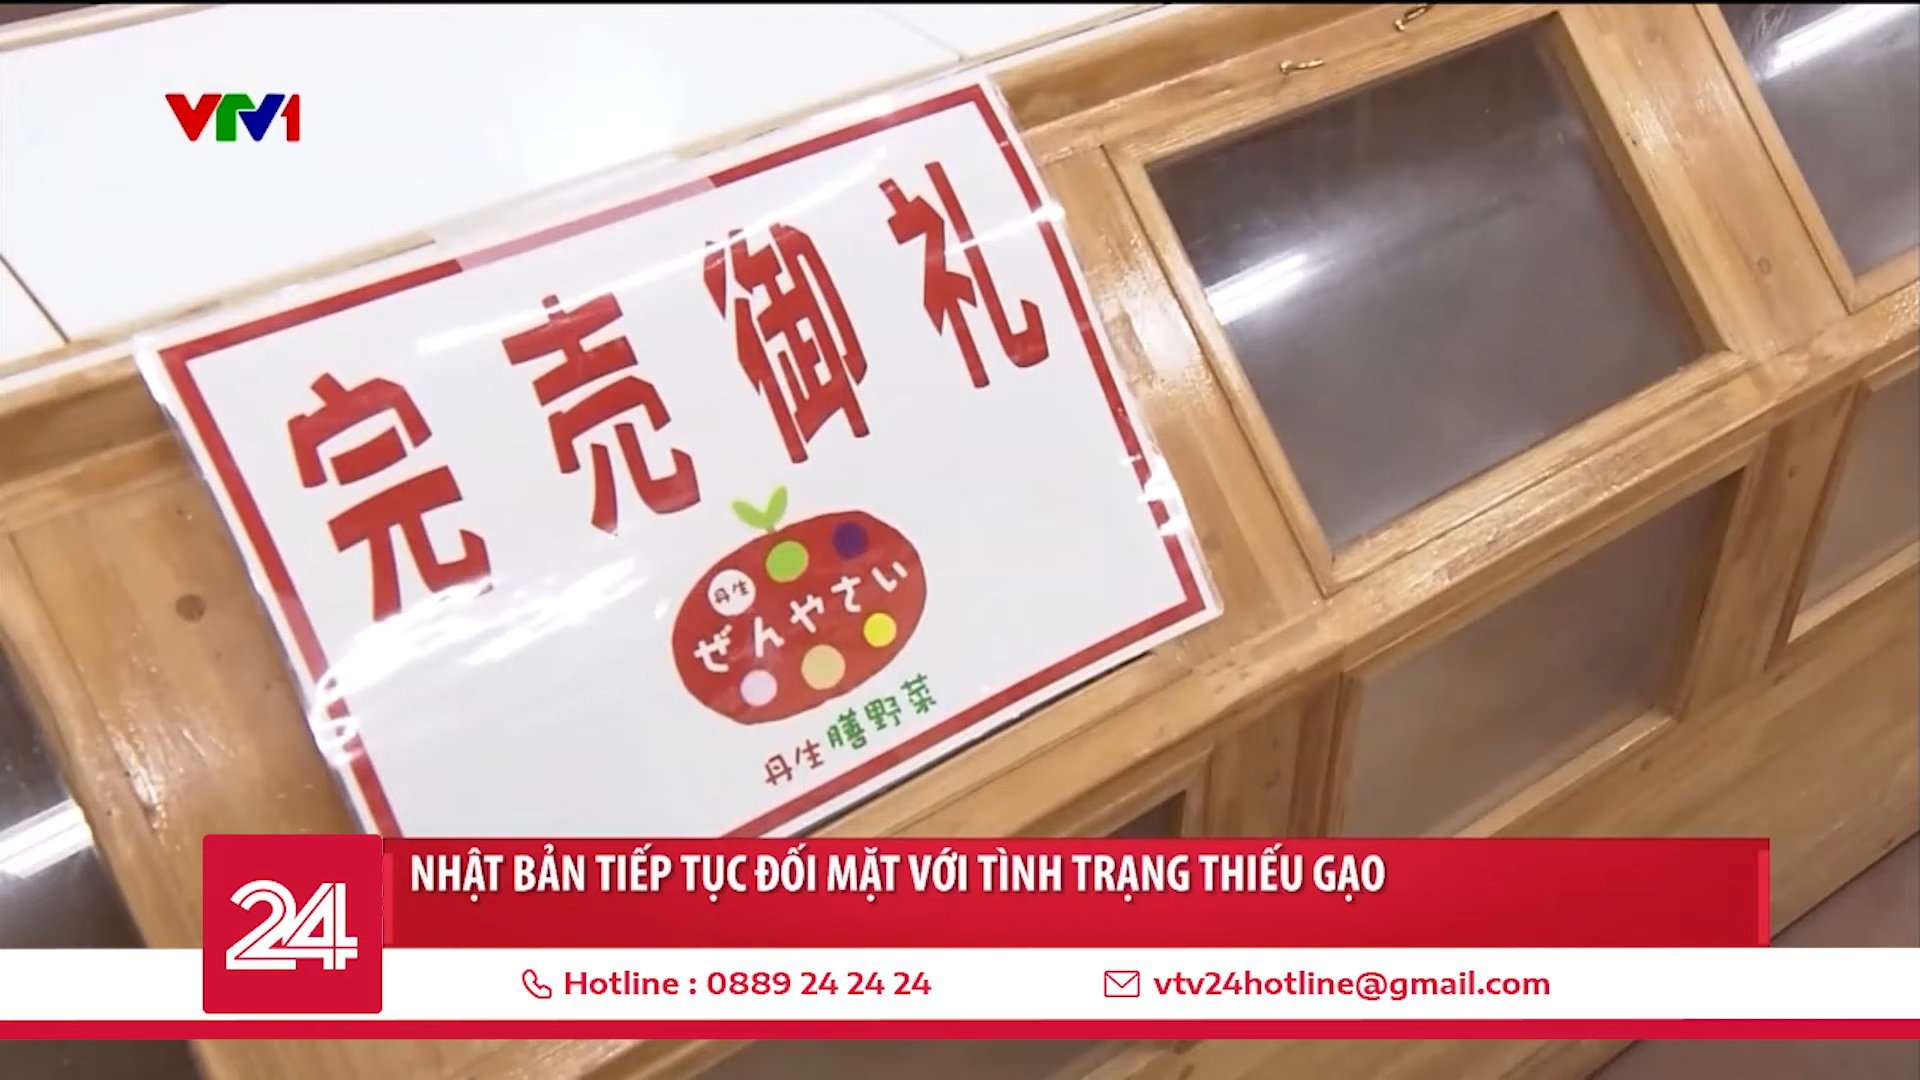 VTV1
完売御礼
丹生
ぜんやさい
丹生膳野菜
24
NHẬT BẢN TIẾP TỤC ĐỐI MẶT VỚI TÌNH TRẠNG THIẾU GẠO
Hotline : 0889 24 24 24
vtv24hotline@gmail.com